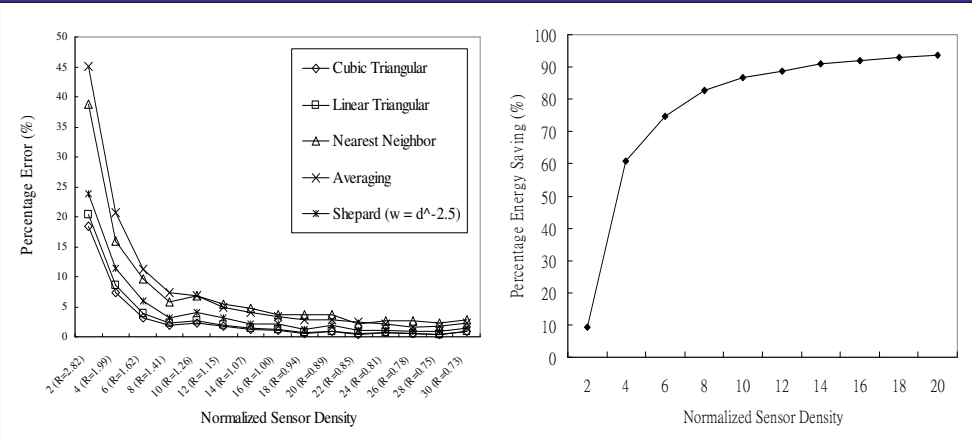 50
45
40
35
30
25
20
15
10
5
0
Percentage Error (%)
Cubic Triangular
Linear Triangular
Nearest Neighbor
Averaging
Shepard (w = d^-2.5)
2 (R=2.82)
4 (R=1.99)
6 (R=1.62)
8 (R=1.41)
10 (R=1.26)
12 (R=1.15)
14 (R=1.07)
16 (R=1.00)
18 (R=0.94)
20 (R=0.89)
22 (R=0.85)
24 (R=0.81)
26 (R=0.78)
28 (R=0.75)
30 (R=0.73)
Normalized Sensor Density
100
90
80
70
60
50
40
30
20
10
0
Percentage Energy Saving (%)
2 4 6 8 10 12 14 16 18 20
Normalized Sensor Density